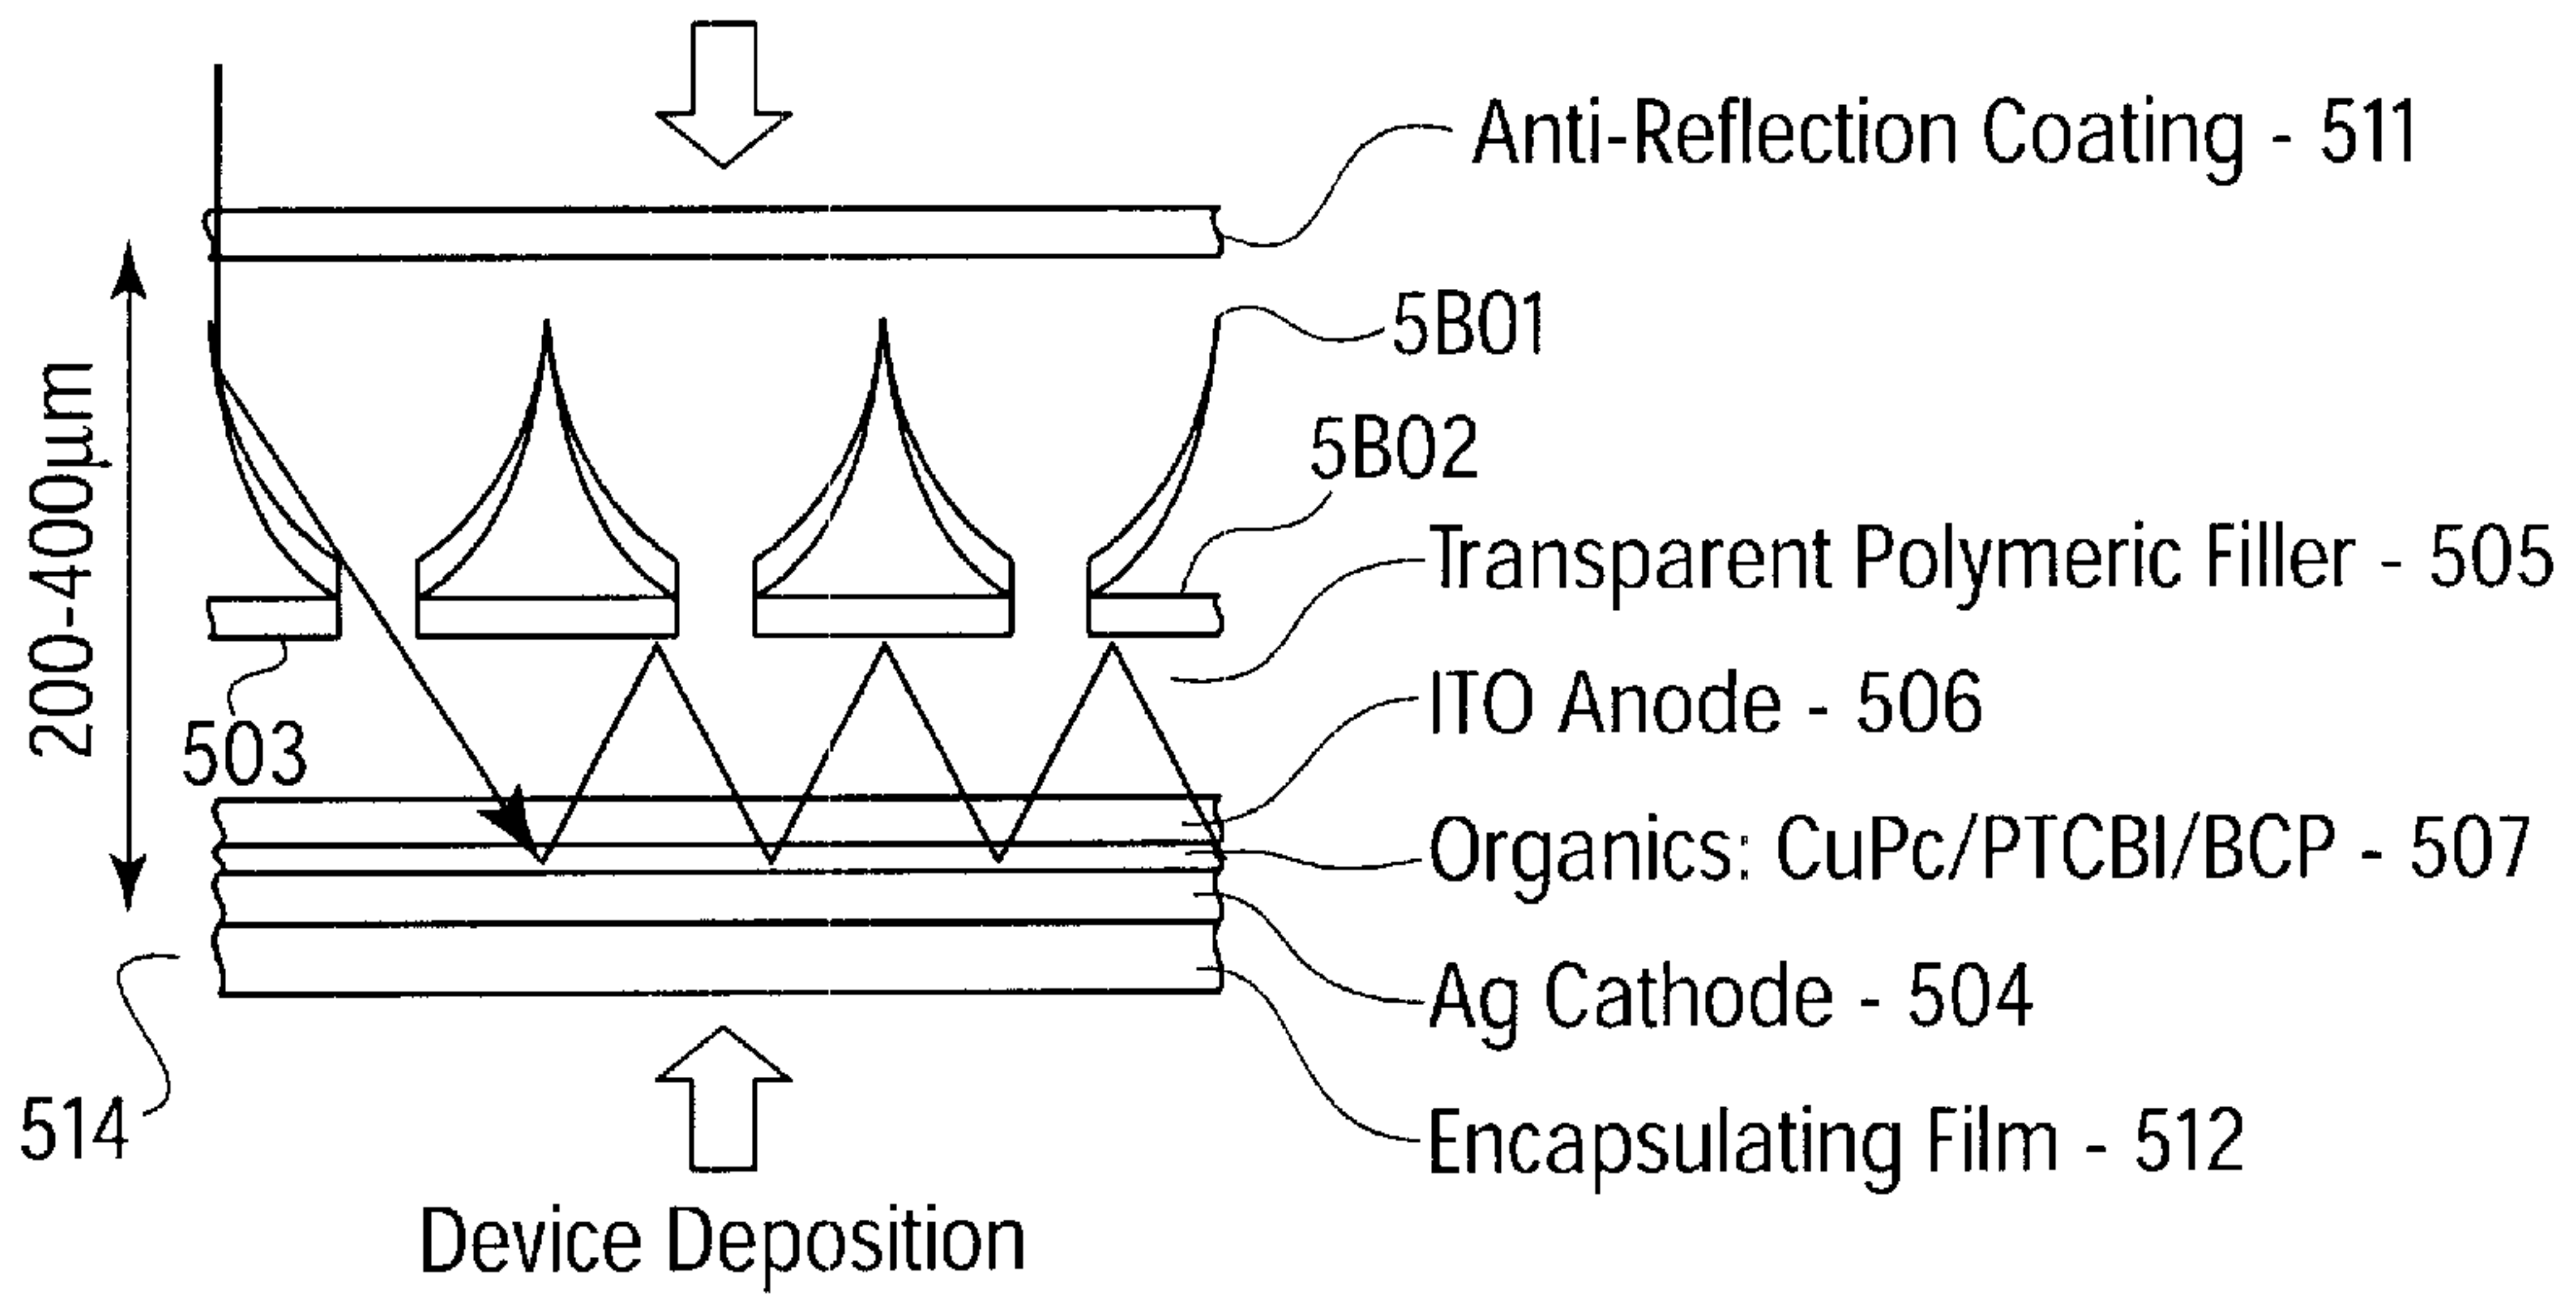 Anti-Reflection Coating - 511
5B01
5B02
200-400μm
Transparent Polymeric Filler - 505
ITO Anode - 506
503
Organics: CuPc/PTCBI/BCP - 507
Ag Cathode - 504
514
Encapsulating Film - 512
Device Deposition